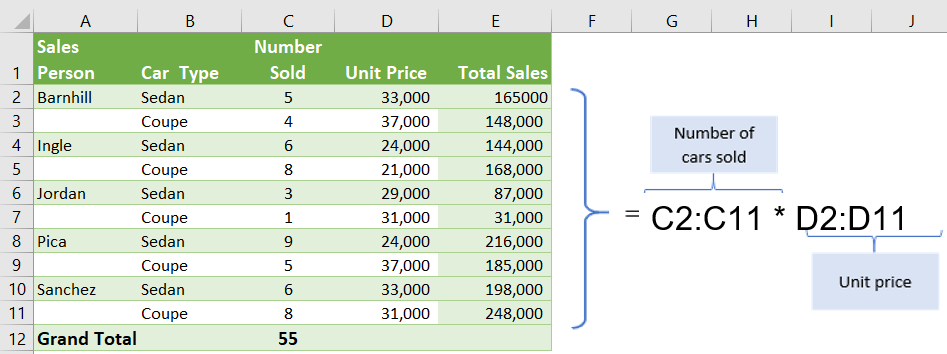 A B C D E F G H I J
1 Sales Person Car Type Number Sold Unit Price Total Sales
2 Barnhill Sedan 5 33,000 165000
3 Coupe 4 37,000 148,000
4 Ingle Sedan 6 24,000 144,000
5 Coupe 8 21,000 168,000
6 Jordan Sedan 3 29,000 87,000
7 Coupe 1 31,000 31,000
8 Pica Sedan 9 24,000 216,000
9 Coupe 5 37,000 185,000
10 Sanchez Sedan 6 33,000 198,000
11 Coupe 8 31,000 248,000
12 Grand Total 55
Number of
cars sold
= C2:C11 * D2:D11
Unit price